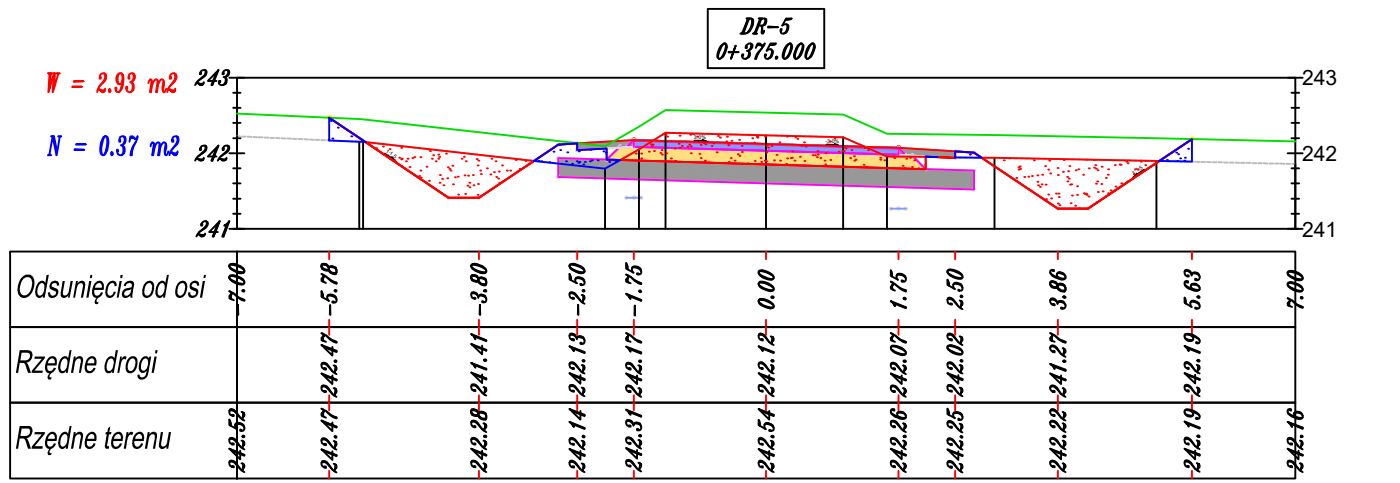 DR-5
0+375.000
W = 2.93 m2
N = 0.37 m2
243
243
242
242
241
241
Odsunięcia od osi
-7.00 -5.78 -3.80 -2.50 -1.75 0.00 1.75 2.50 3.86 5.63 7.00
Rzędne drogi
242.47 241.41 242.13 242.17 242.12 242.07 242.02 241.27 242.19
Rzędne terenu
242.52 242.47 242.28 242.14 242.31 242.54 242.26 242.25 242.22 242.19 242.16